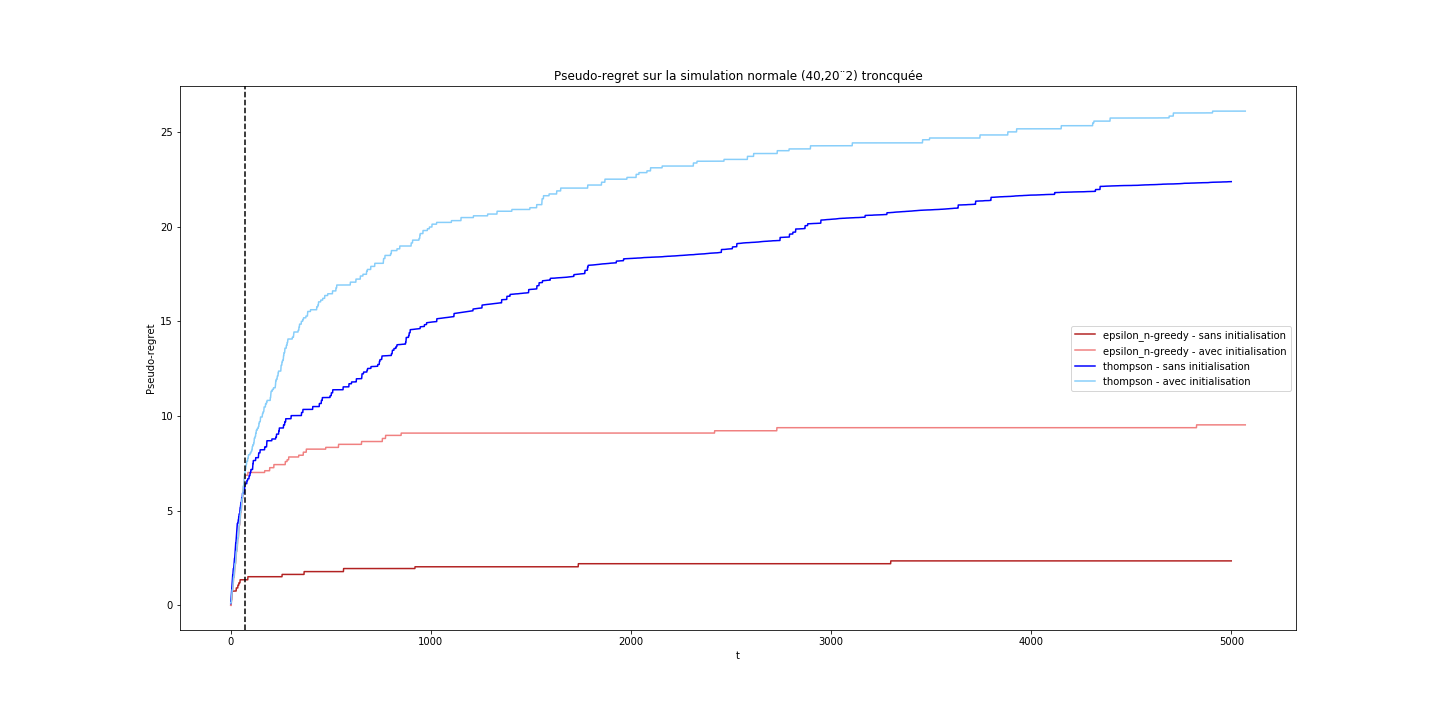 Pseudo-regret sur la simulation normale (40,20¨2) troncquée
Pseudo-regret
25
20
15
10
5
0
epsilon_n-greedy - sans initialisation
epsilon_n-greedy - avec initialisation
thompson - sans initialisation
thompson - avec initialisation
0 1000 2000 3000 4000 5000
t